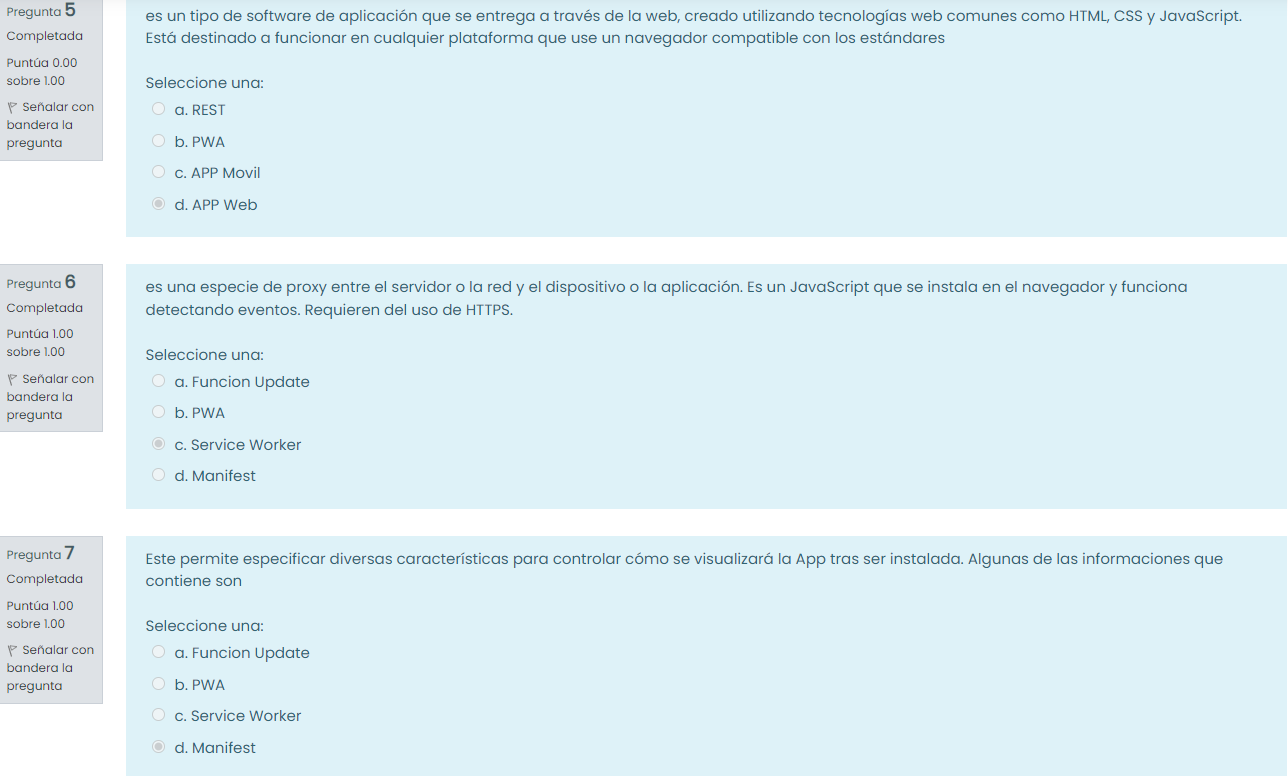 Pregunta 5
Completada
Puntúa 0.00
sobre 1.00
Señalar con
bandera la
pregunta
es un tipo de software de aplicación que se entrega a través de la web, creado utilizando tecnologías web comunes como HTML, CSS y JavaScript.
Está destinado a funcionar en cualquier plataforma que use un navegador compatible con los estándares
Seleccione una:
a. REST
b. PWA
c. APP Movil
d. APP Web
Pregunta 6
Completada
Puntúa 1.00
sobre 1.00
Señalar con
bandera la
pregunta
es una especie de proxy entre el servidor o la red y el dispositivo o la aplicación. Es un JavaScript que se instala en el navegador y funciona
detectando eventos. Requieren del uso de HTTPS.
Seleccione una:
a. Funcion Update
b. PWA
c. Service Worker
d. Manifest
Pregunta 7
Completada
Puntúa 1.00
sobre 1.00
Señalar con
bandera la
pregunta
Este permite especificar diversas características para controlar cómo se visualizará la App tras ser instalada. Algunas de las informaciones que
contiene son
Seleccione una:
a. Funcion Update
b. PWA
c. Service Worker
d. Manifest